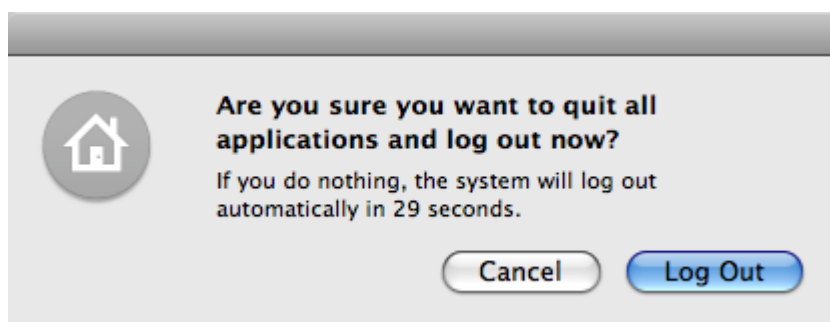 Are you sure you want to quit all
applications and log out now?
If you do nothing, the system will log out
automatically in 29 seconds.
Cancel
Log Out